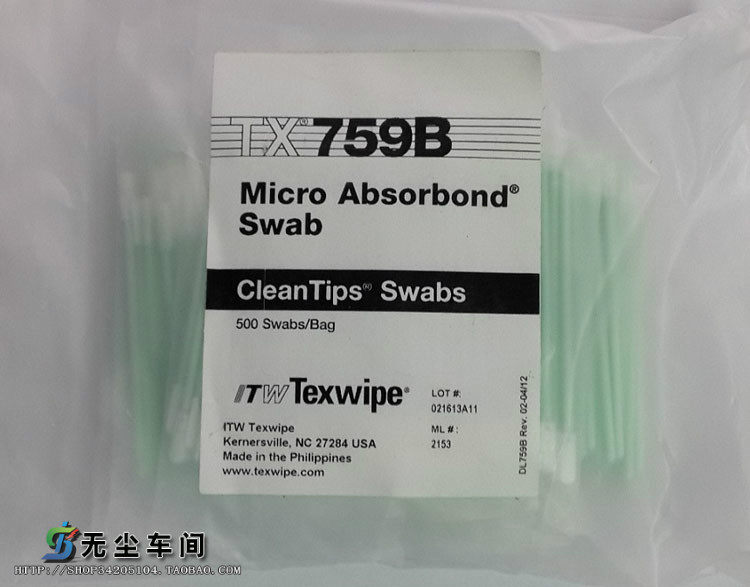 TX® 759B
Micro Absorbond®
Swab
CleanTips® Swabs
500 Swabs/Bag
ITW Texwipe®
LOT #:
021613A11
ML #:
2153
ITW Texwipe
Kernersville, NC 27284 USA
Made in the Philippines
www.texwipe.com
DL759B Rev. 02-04/12
无尘车间
HTTP://SHOP34205104.TAOBAO.COM